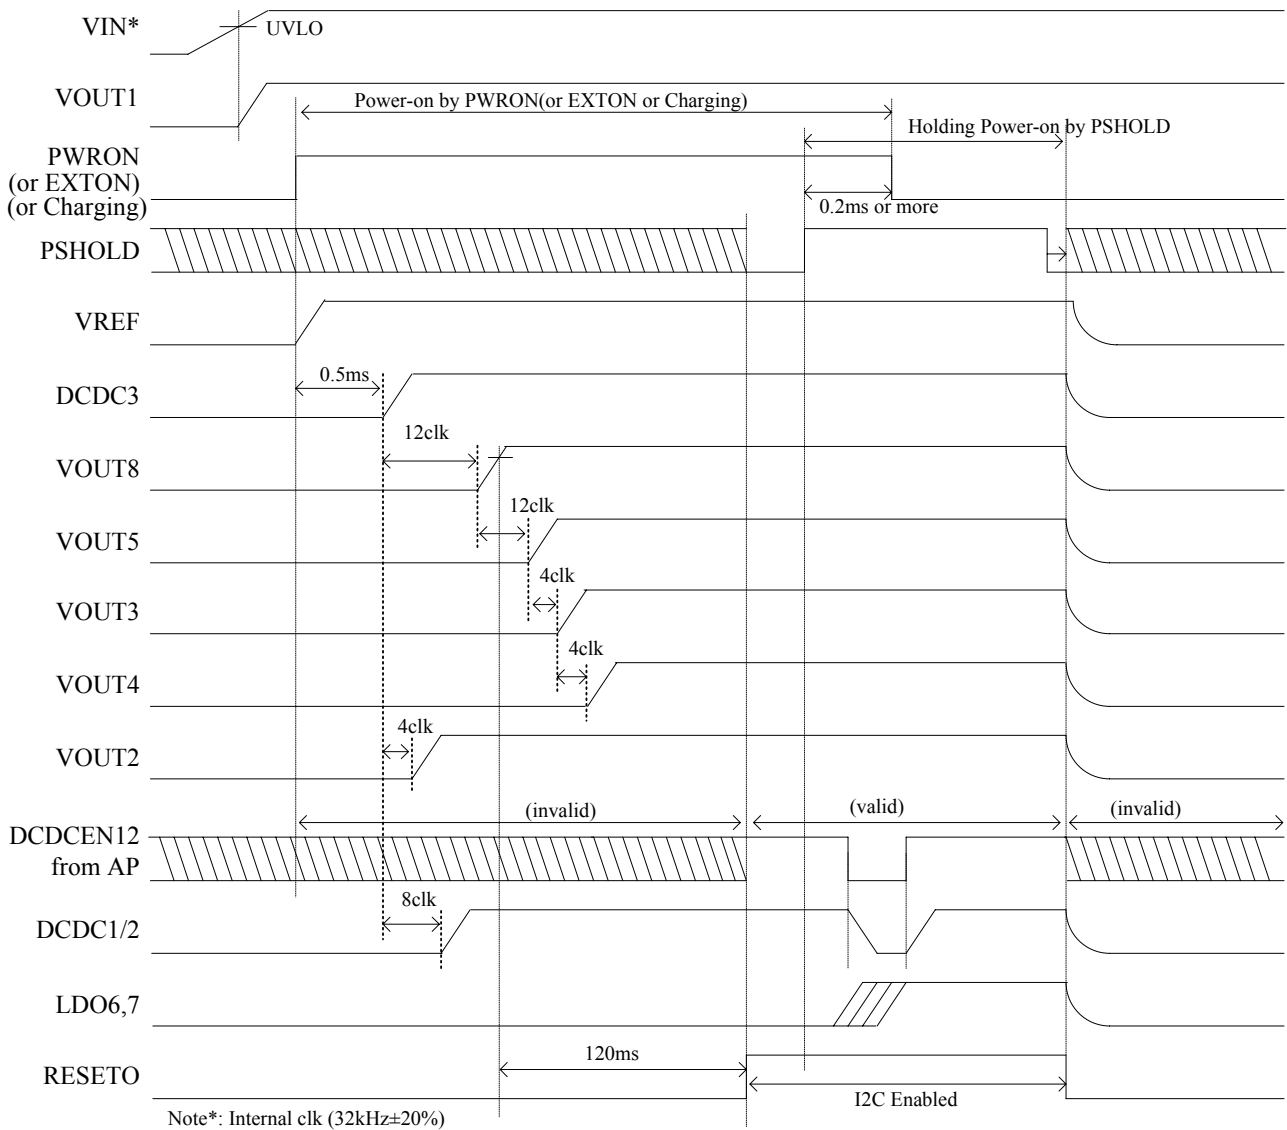 VIN*
UVLO
VOUT1
Power-on by PWRON(or EXTON or Charging)
Holding Power-on by PSHOLD
PWRON
(or EXTON)
(or Charging)
0.2ms or more
PSHOLD
VREF
0.5ms
DCDC3
12clk
VOUT8
12clk
VOUT5
4clk
VOUT3
4clk
VOUT4
4clk
VOUT2
(invalid)
(valid)
(invalid)
DCDCEN12
from AP
8clk
DCDC1/2
LDO6,7
120ms
RESETO
I2C Enabled
Note*: Internal clk (32kHz±20%)